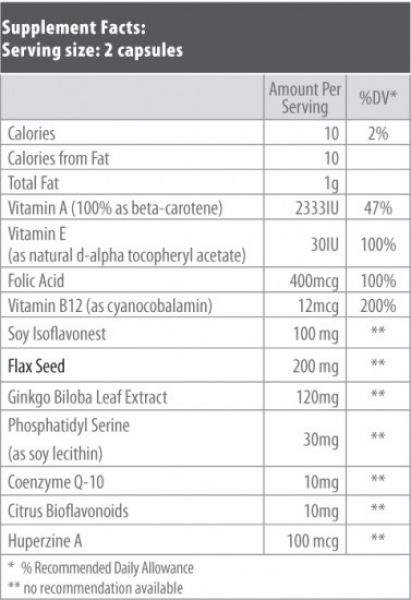 Supplement Facts:
Serving size: 2 capsules
Amount Per Serving %DV*
Calories 10 2%
Calories from Fat 10
Total Fat 1g
Vitamin A (100% as beta-carotene) 2333IU 47%
Vitamin E
(as natural d-alpha tocopheryl acetate) 30IU 100%
Folic Acid 400mcg 100%
Vitamin B12 (as cyanocobalamin) 12mcg 200%
Soy Isoflavonest 100 mg **
Flax Seed 200 mg **
Ginkgo Biloba Leaf Extract 120mg **
Phosphatidyl Serine
(as soy lecithin) 30mg **
Coenzyme Q-10 10mg **
Citrus Bioflavonoids 10mg **
Huperzine A 100 mcg **
* % Recommended Daily Allowance
** no recommendation available